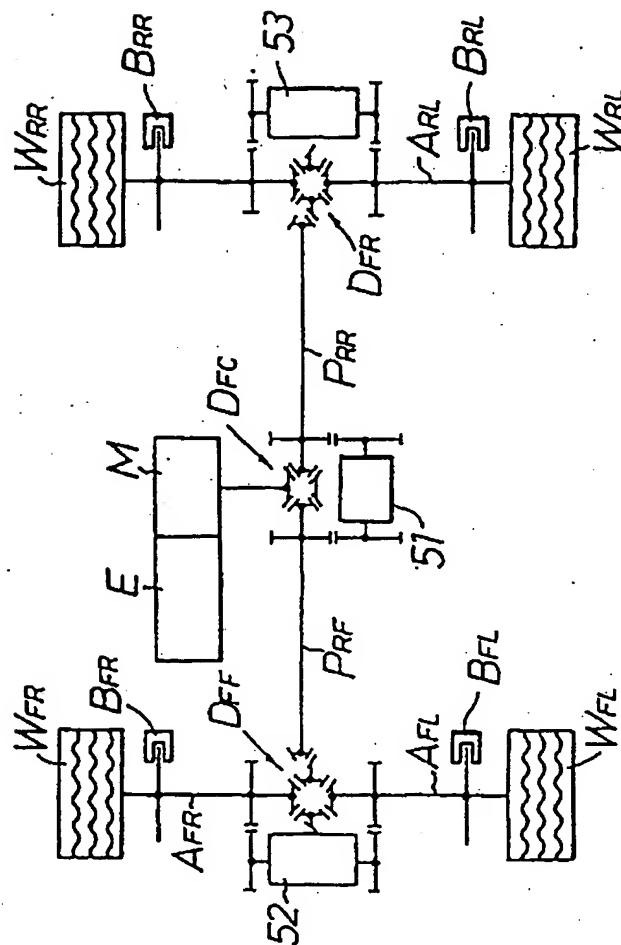 WFR WRR
BFR E M BRR
AFR
DFF DFC
52 53
PRF PRR
DFR
AFL 51 ARL
BFL BRL
WFL WRL